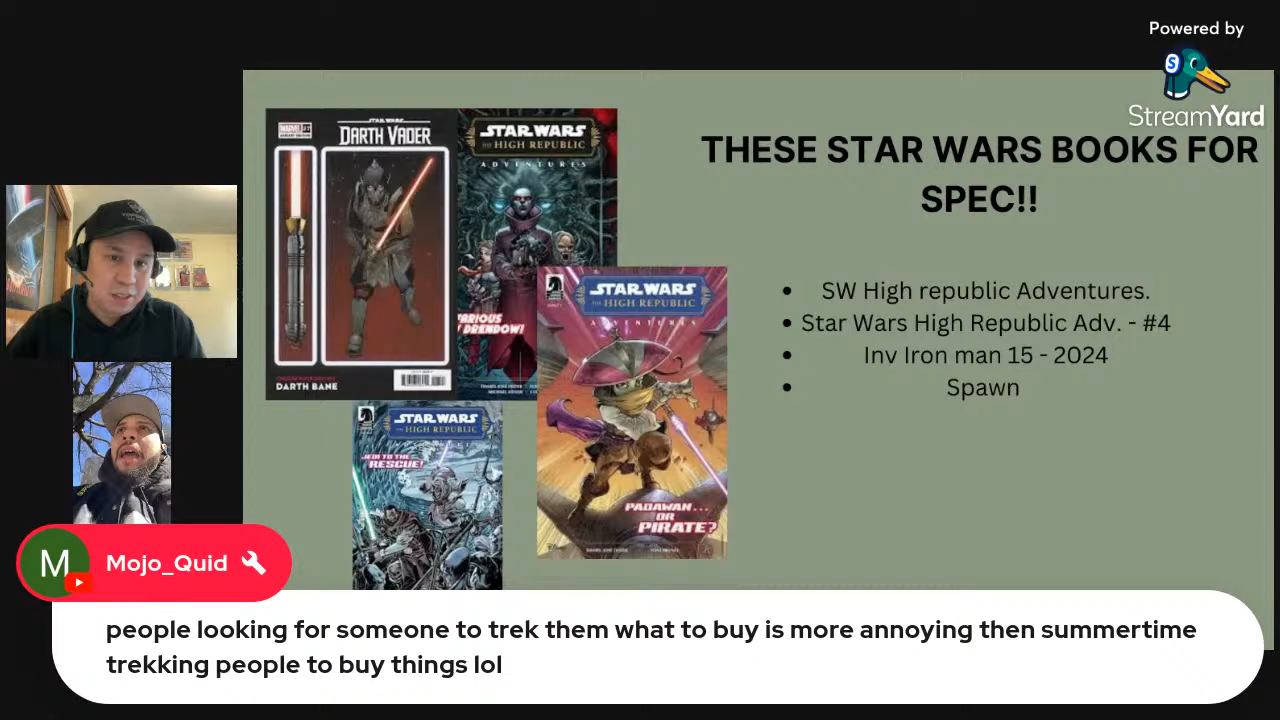 Powered by
StreamYard
THESE STAR WARS BOOKS FOR
SPEC!!
SW High republic Adventures.
Star Wars High Republic Adv. - #4
Inv Iron man 15 - 2024
Spawn
MARVEL
STAR WARS
DARTH VADER
DARTH BANE
STAR WARS
THE HIGH REPUBLIC
ADVENTURES
STAR WARS
THE HIGH REPUBLIC
ADVENTURES
PADAWAN...
OR
PIRATE?
STAR WARS
THE HIGH REPUBLIC
JEDI TO THE
RESCUE!
M
Mojo_Quid
people looking for someone to trek them what to buy is more annoying then summertime
trekking people to buy things lol